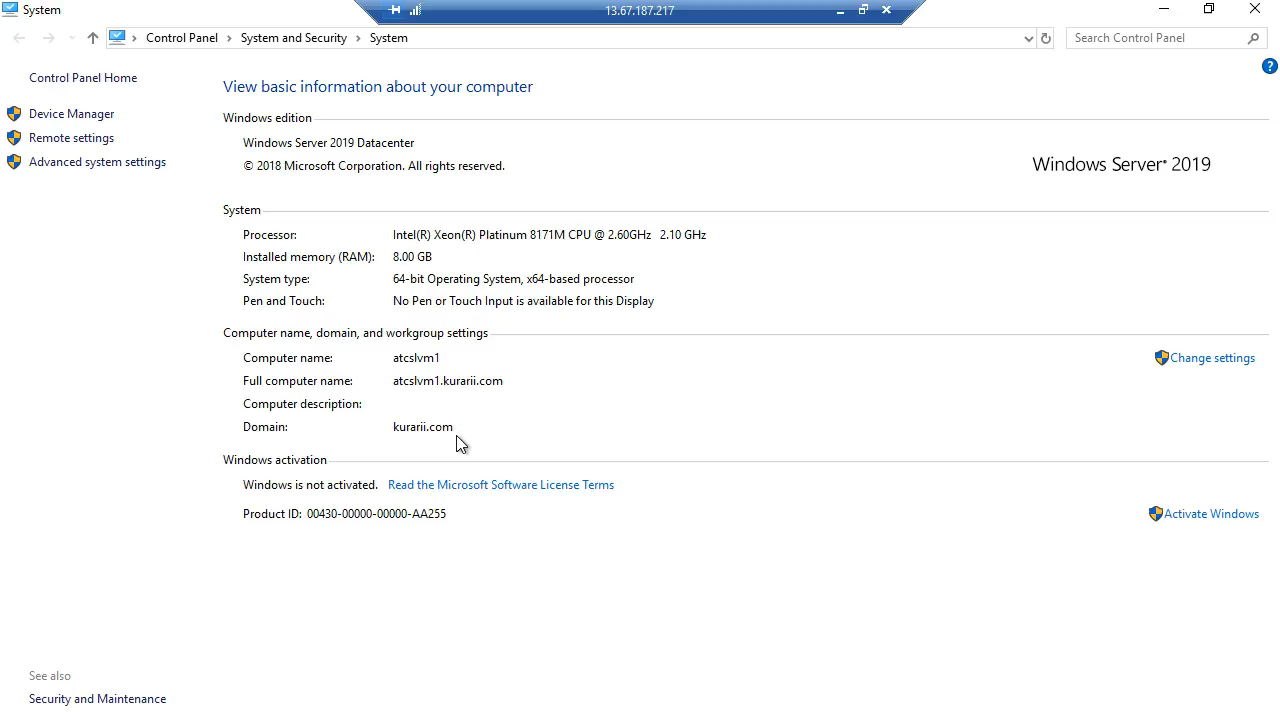 System
13.67.187.217
Control Panel > System and Security > System
Search Control Panel
?
Control Panel Home
Device Manager
Remote settings
Advanced system settings
View basic information about your computer
Windows edition
Windows Server 2019 Datacenter
© 2018 Microsoft Corporation. All rights reserved.
Windows Server® 2019
System
Processor: Intel(R) Xeon(R) Platinum 8171M CPU @ 2.60GHz 2.10 GHz
Installed memory (RAM): 8.00 GB
System type: 64-bit Operating System, x64-based processor
Pen and Touch: No Pen or Touch Input is available for this Display
Computer name, domain, and workgroup settings
Computer name: atcslvm1
Change settings
Full computer name: atcslvm1.kurarii.com
Computer description:
Domain: kurarii.com
Windows activation
Windows is not activated. Read the Microsoft Software License Terms
Product ID: 00430-00000-00000-AA255
Activate Windows
See also
Security and Maintenance